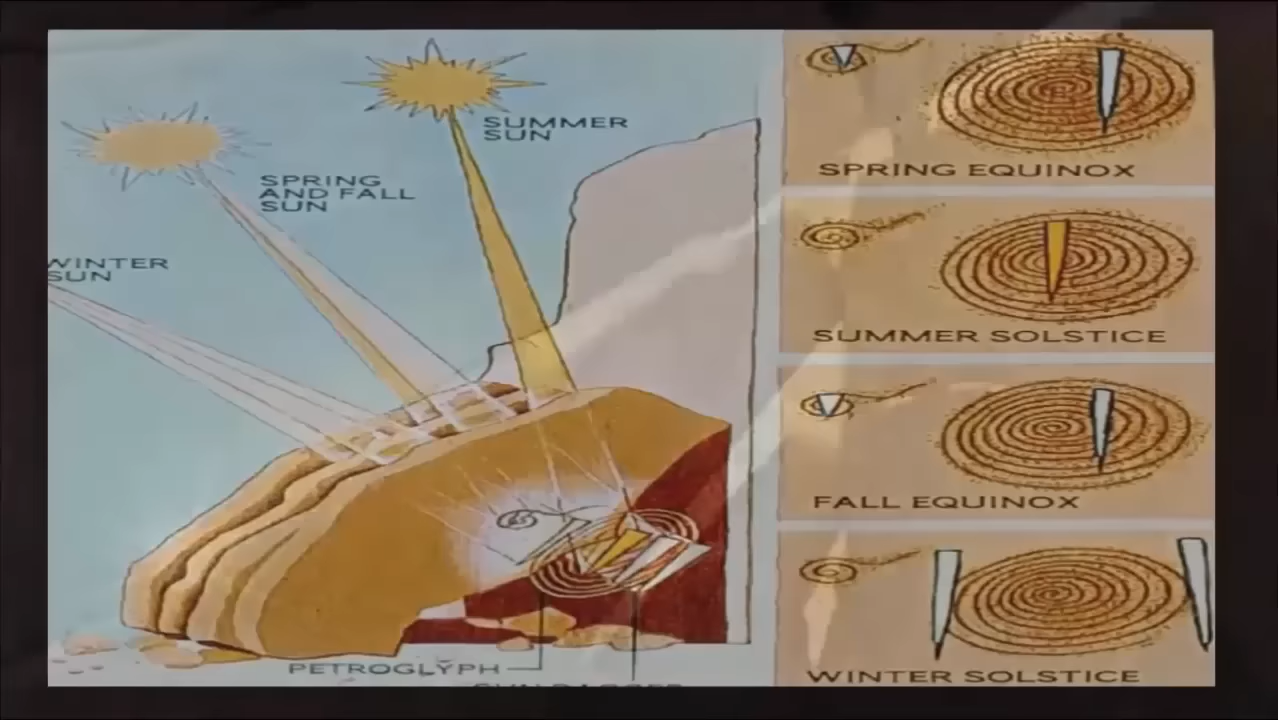 SUMMER
SUN
SPRING
AND FALL
SUN
WINTER
SUN
PETROGLYPH
SPRING EQUINOX
SUMMER SOLSTICE
FALL EQUINOX
WINTER SOLSTICE